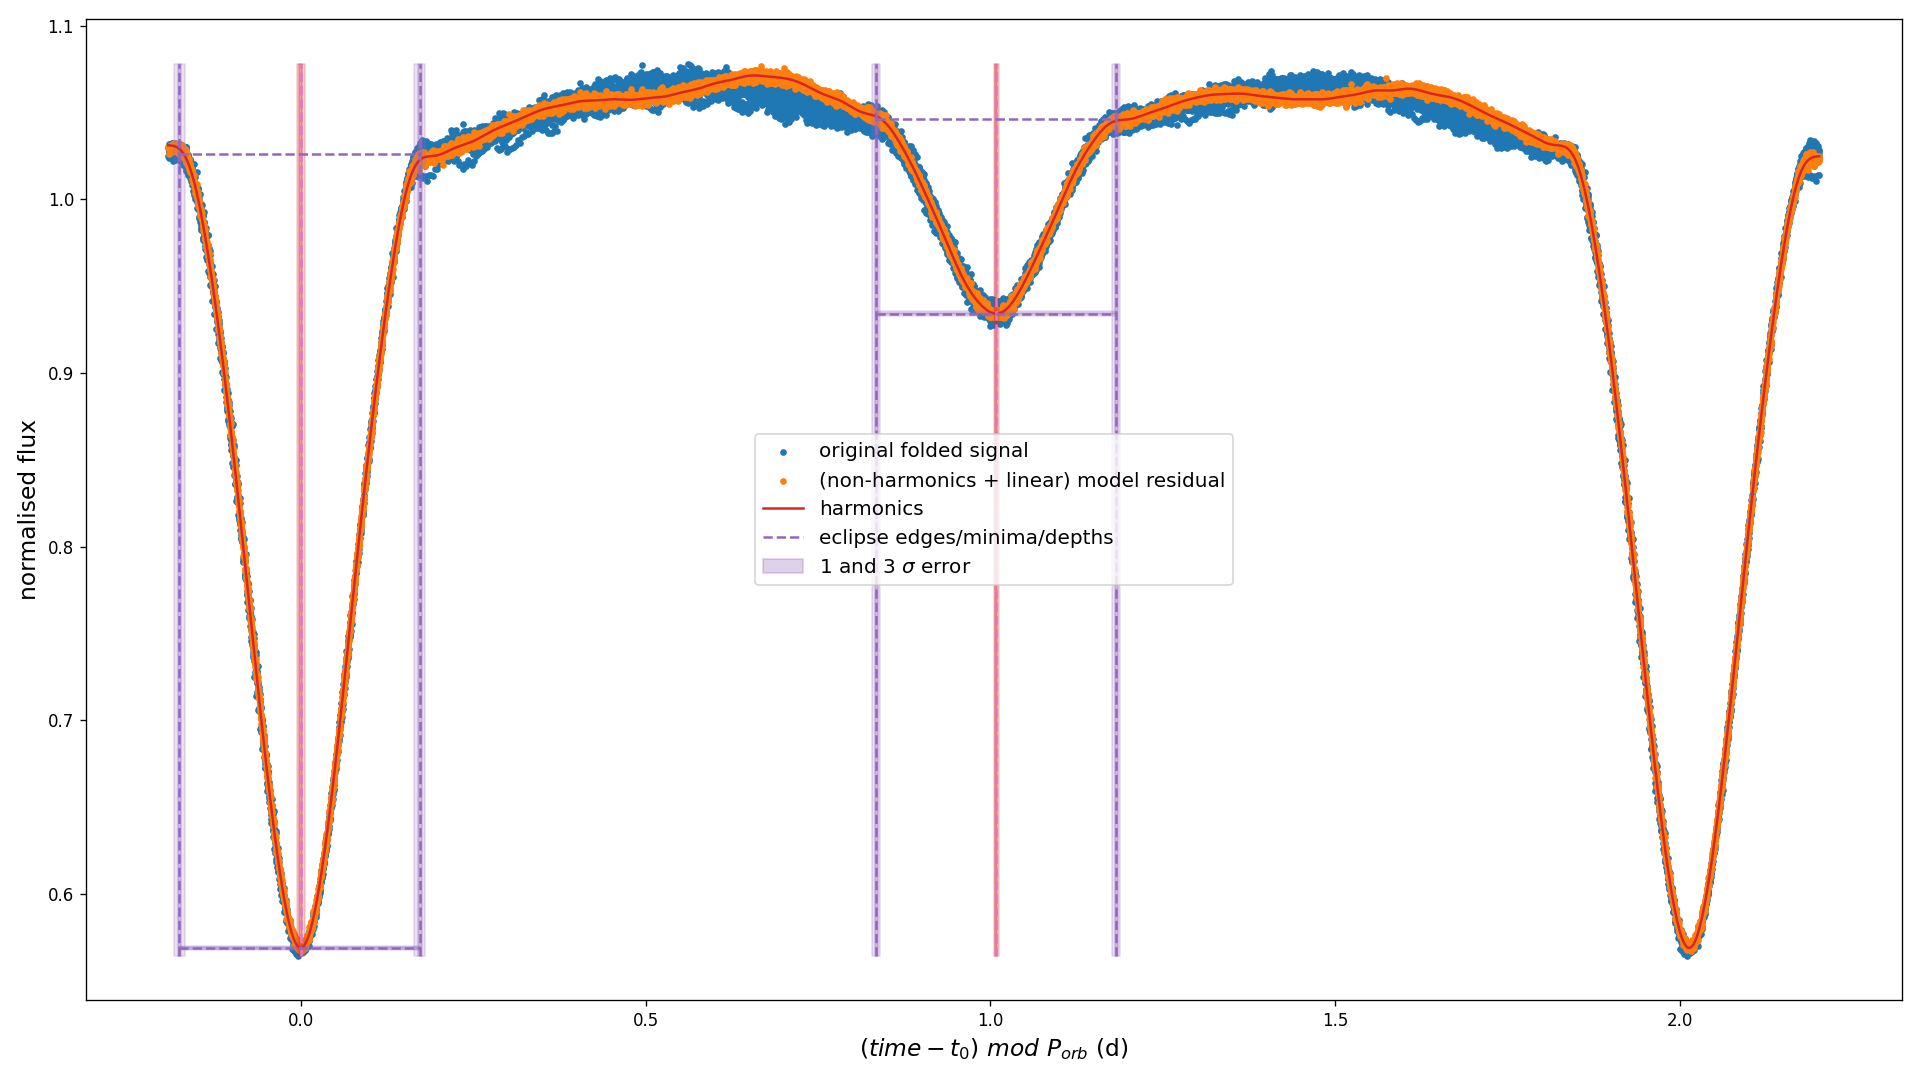 1.1
1.0
0.9
0.8
0.7
0.6
normalised flux
original folded signal
(non-harmonics + linear) model residual
harmonics
eclipse edges/minima/depths
1 and 3 σ error
0.0 0.5 1.0 1.5 2.0
(time − t₀) mod Pₒᵣb (d)